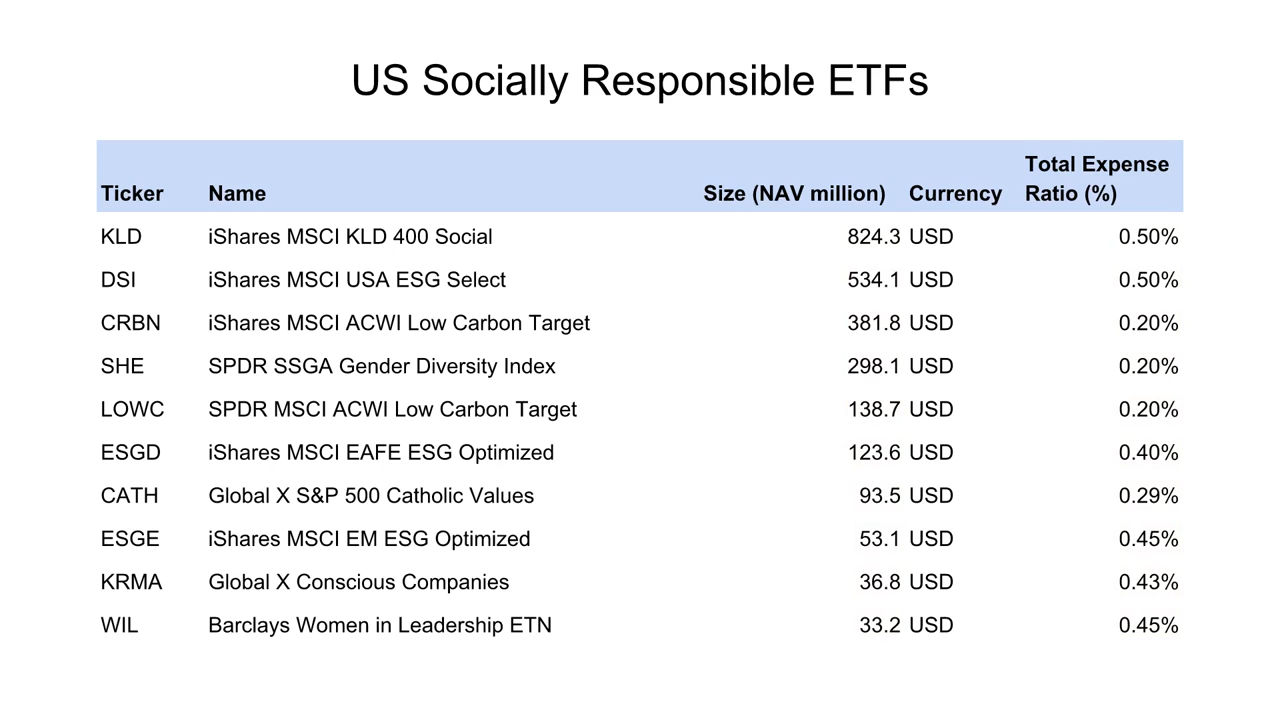 US Socially Responsible ETFs
Total Expense
Ticker Name Size (NAV million) Currency Ratio (%)
KLD iShares MSCI KLD 400 Social 824.3 USD 0.50%
DSI iShares MSCI USA ESG Select 534.1 USD 0.50%
CRBN iShares MSCI ACWI Low Carbon Target 381.8 USD 0.20%
SHE SPDR SSGA Gender Diversity Index 298.1 USD 0.20%
LOWC SPDR MSCI ACWI Low Carbon Target 138.7 USD 0.20%
ESGD iShares MSCI EAFE ESG Optimized 123.6 USD 0.40%
CATH Global X S&P 500 Catholic Values 93.5 USD 0.29%
ESGE iShares MSCI EM ESG Optimized 53.1 USD 0.45%
KRMA Global X Conscious Companies 36.8 USD 0.43%
WIL Barclays Women in Leadership ETN 33.2 USD 0.45%